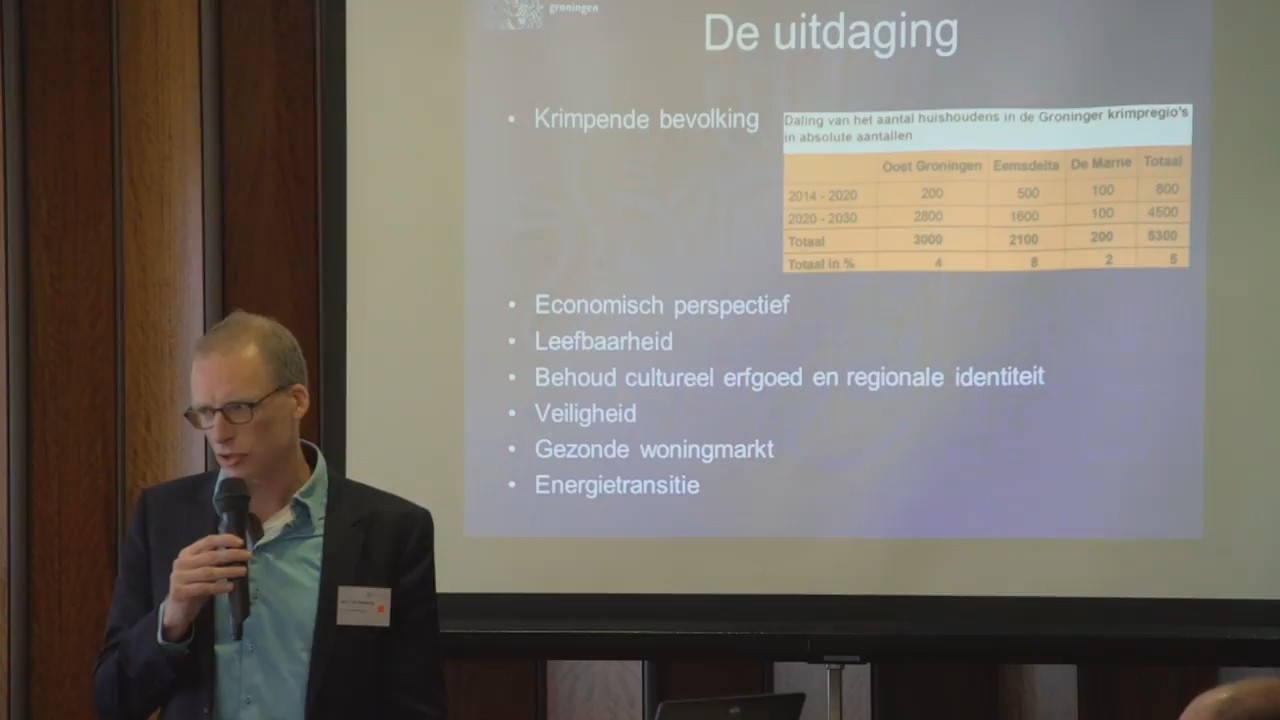 groningen
De uitdaging
• Krimpende bevolking
Daling van het aantal huishoudens in de Groninger krimpregio's
in absolute aantallen
Oost Groningen Eemsdelta De Marne Totaal
2014 - 2020 200 500 100 800
2020 - 2030 2800 1600 100 4500
Totaal 3000 2100 200 5300
Totaal in % 4 8 2 5
• Economisch perspectief
• Leefbaarheid
• Behoud cultureel erfgoed en regionale identiteit
• Veiligheid
• Gezonde woningmarkt
• Energietransitie